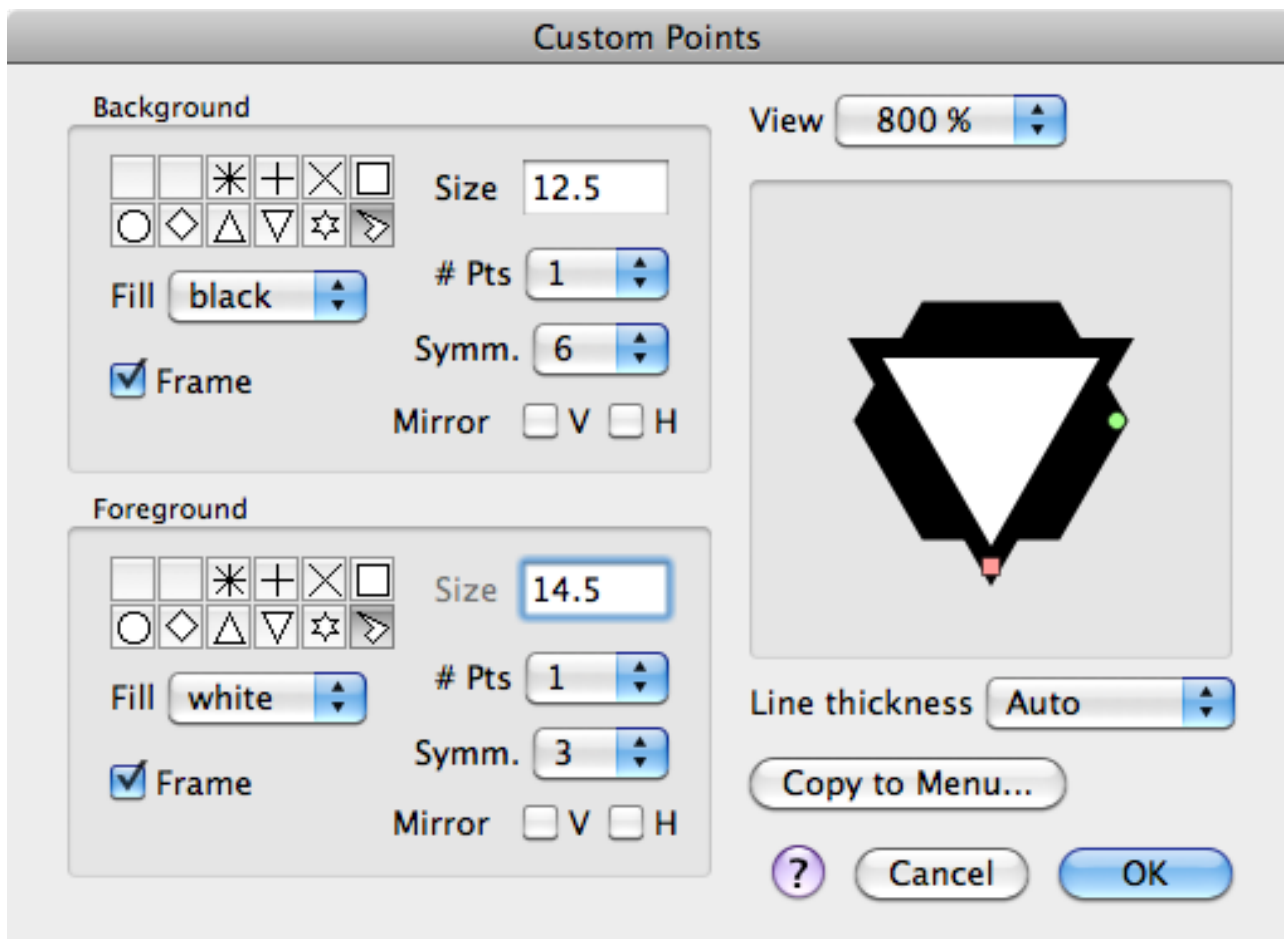 Custom Points
Background
Size 12.5
# Pts 1
Fill black
Symm. 6
Frame
Mirror V H
Foreground
Size 14.5
# Pts 1
Fill white
Symm. 3
Frame
Mirror V H
View 800 %
Line thickness Auto
Copy to Menu...
? Cancel OK